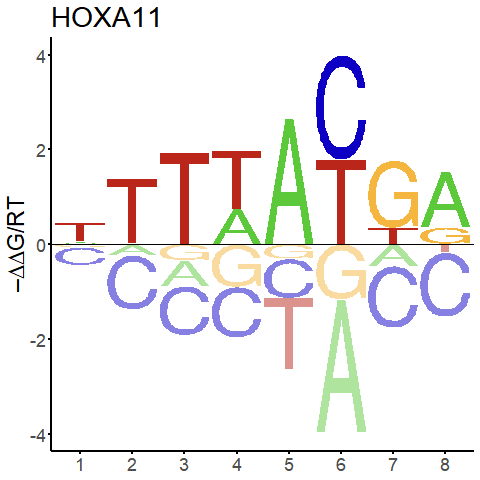 HOXA11
−ΔΔG/RT
4
2
0
-2
-4
T T T T A C G A
A T T G
C A G G G G A T
C A A C C A C C
C C T
1 2 3 4 5 6 7 8